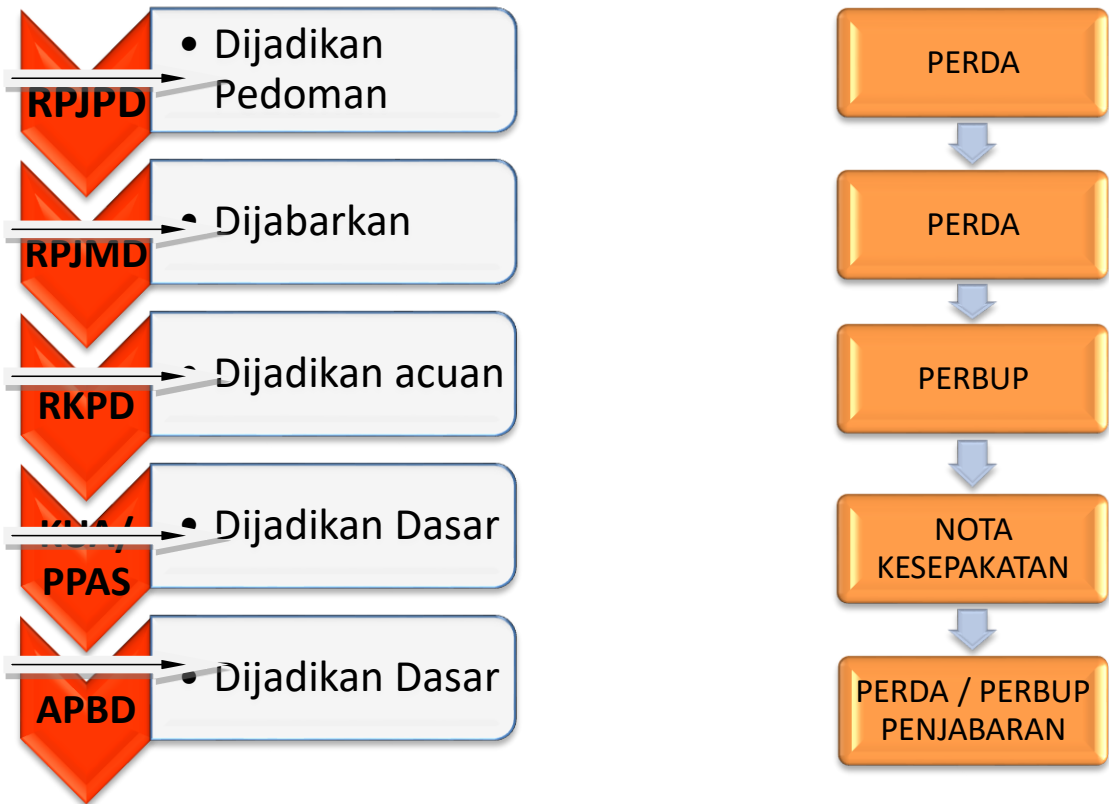 RPJPD
• Dijadikan
Pedoman
RPJMD
• Dijabarkan
RKPD
• Dijadikan acuan
KUA/
PPAS
• Dijadikan Dasar
APBD
• Dijadikan Dasar
PERDA
PERDA
PERBUP
NOTA
KESEPAKATAN
PERDA / PERBUP
PENJABARAN